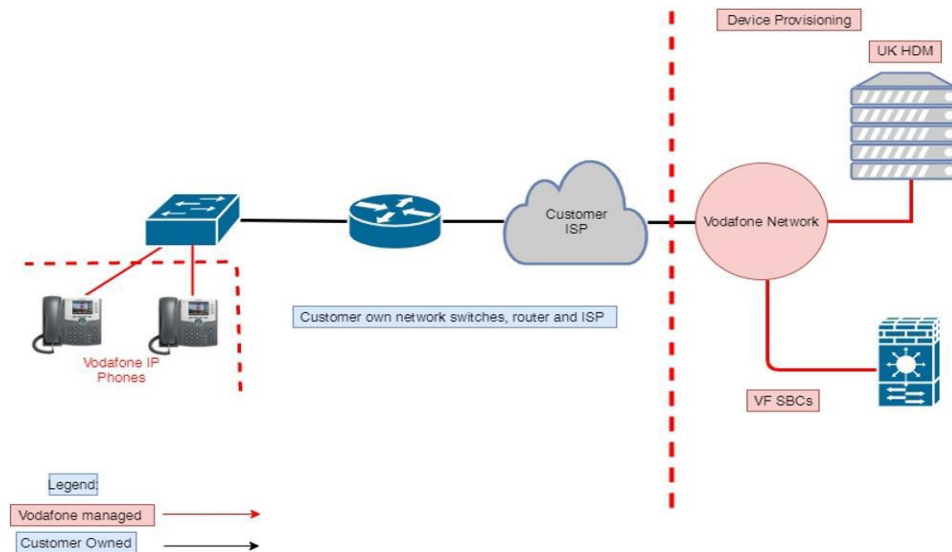 Device Provisioning
UK HDM
Customer
ISP
Vodafone Network
Customer own network switches, router and ISP
Vodafone IP
Phones
VF SBCs
Legend:
Vodafone managed
Customer Owned